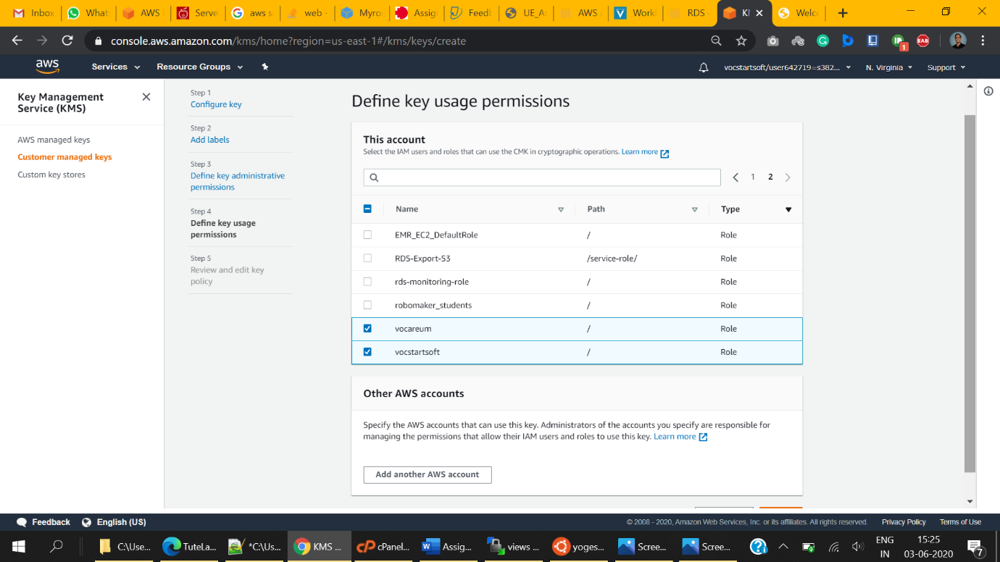 Inbox
What
AWS
Serve
aws s
web -
Myro
Assig
Feedb
UE_A
AWS
Work
RDS -
Welc
console.aws.amazon.com/kms/home?region=us-east-1#/kms/keys/create
1
EAB
aws
Services
Resource Groups
vocstartsoft/user642719=s382...
N. Virginia
Support
Key Management
Service (KMS)
AWS managed keys
Customer managed keys
Custom key stores
Step 1
Configure key
Step 2
Add labels
Step 3
Define key administrative
permissions
Step 4
Define key usage
permissions
Step 5
Review and edit key
policy
Define key usage permissions
This account
Select the IAM users and roles that can use the CMK in cryptographic operations. Learn more
1 2
Name Path Type
EMR_EC2_DefaultRole / Role
RDS-Export-S3 /service-role/ Role
rds-monitoring-role / Role
robomaker_students / Role
vocareum / Role
vocstartsoft / Role
Other AWS accounts
Specify the AWS accounts that can use this key. Administrators of the accounts you specify are responsible for
managing the permissions that allow their IAM users and roles to use this key. Learn more
Add another AWS account
Feedback English (US)
© 2008 - 2020, Amazon Web Services, Inc. or its affiliates. All rights reserved. Privacy Policy Terms of Use
C:\Use...
TuteLa...
*C:\Us...
KMS ...
cPanel...
Assig...
views ...
yoges...
Scree...
Scree...
ENG
IN
15:25
03-06-2020
7